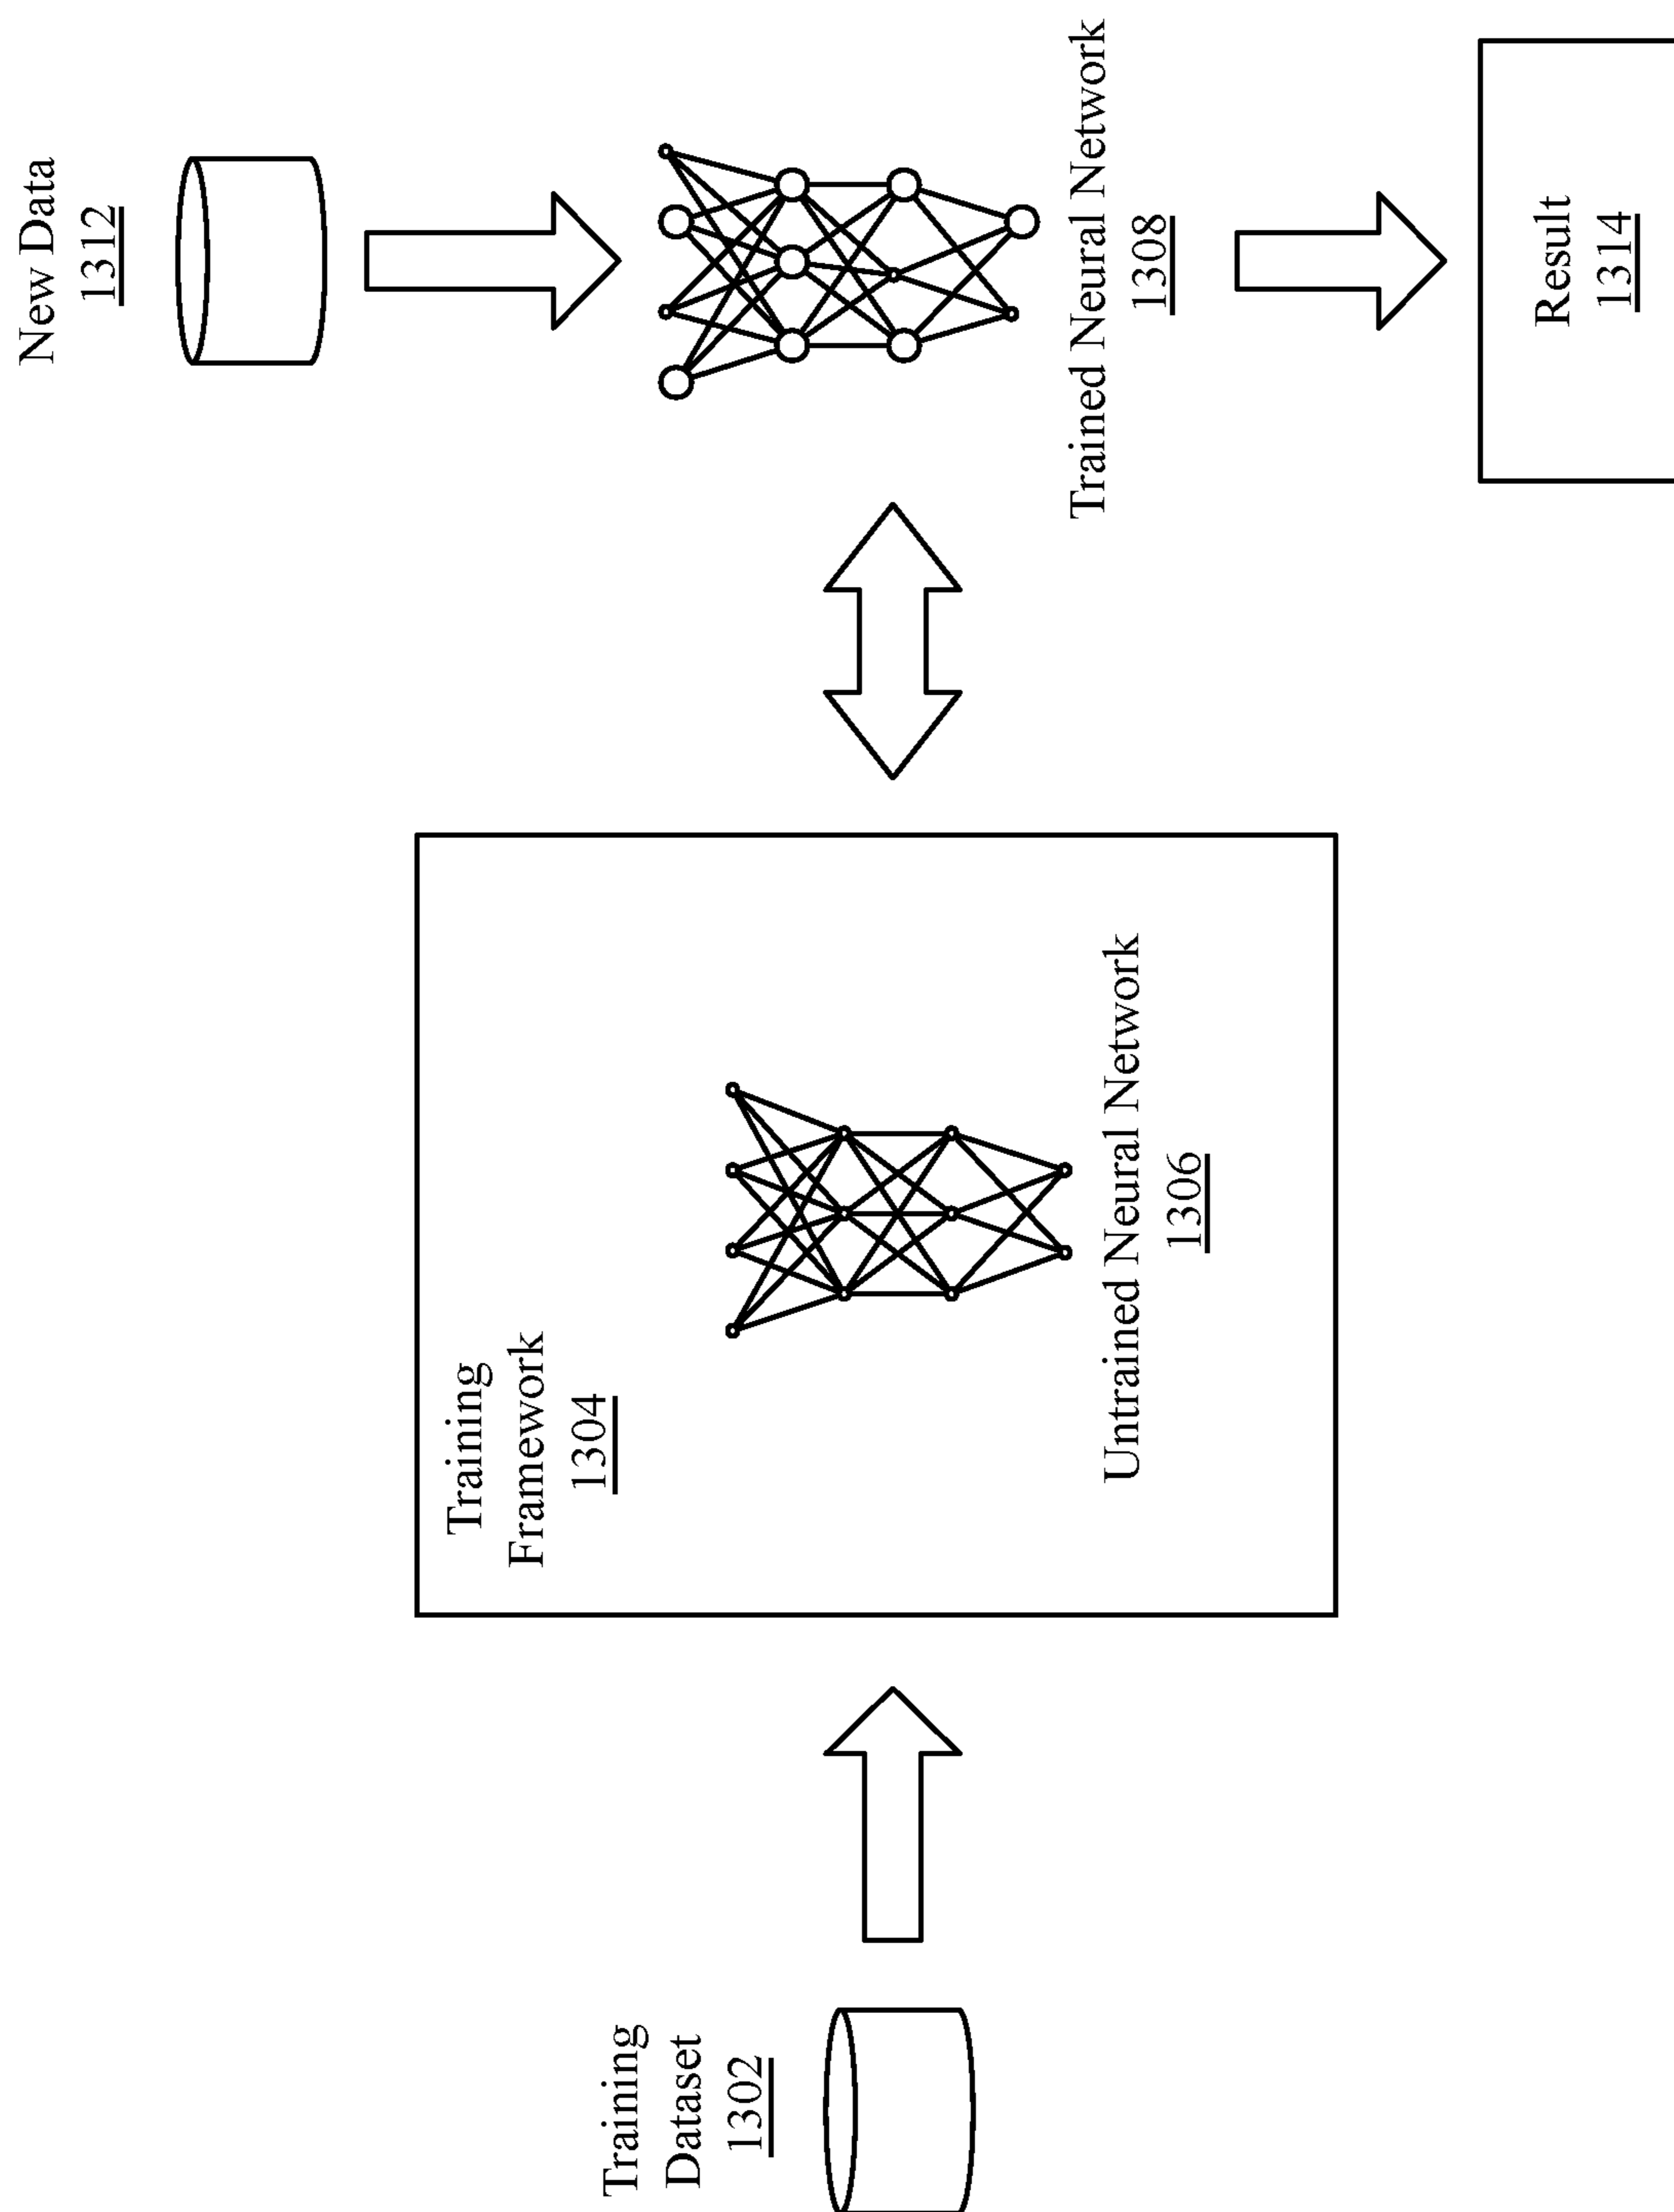 Training
Dataset
1302
Training
Framework
1304
Untrained Neural Network
1306
New Data
1312
Trained Neural Network
1308
Result
1314